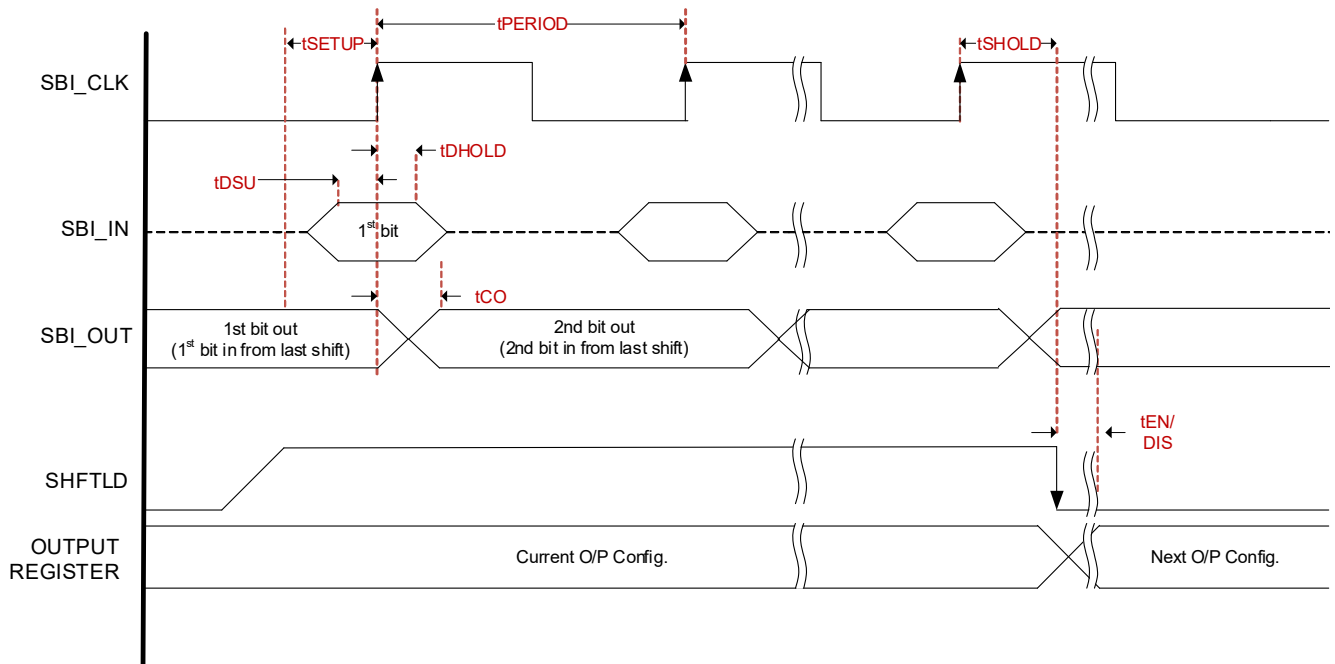 tPERIOD
tSETUP
tSHOLD
SBI_CLK
tDHOLD
tDSU
SBI_IN
1st bit
tCO
SBI_OUT
1st bit out
(1st bit in from last shift)
2nd bit out
(2nd bit in from last shift)
tEN/
DIS
SHFTLD
OUTPUT
REGISTER
Current O/P Config.
Next O/P Config.